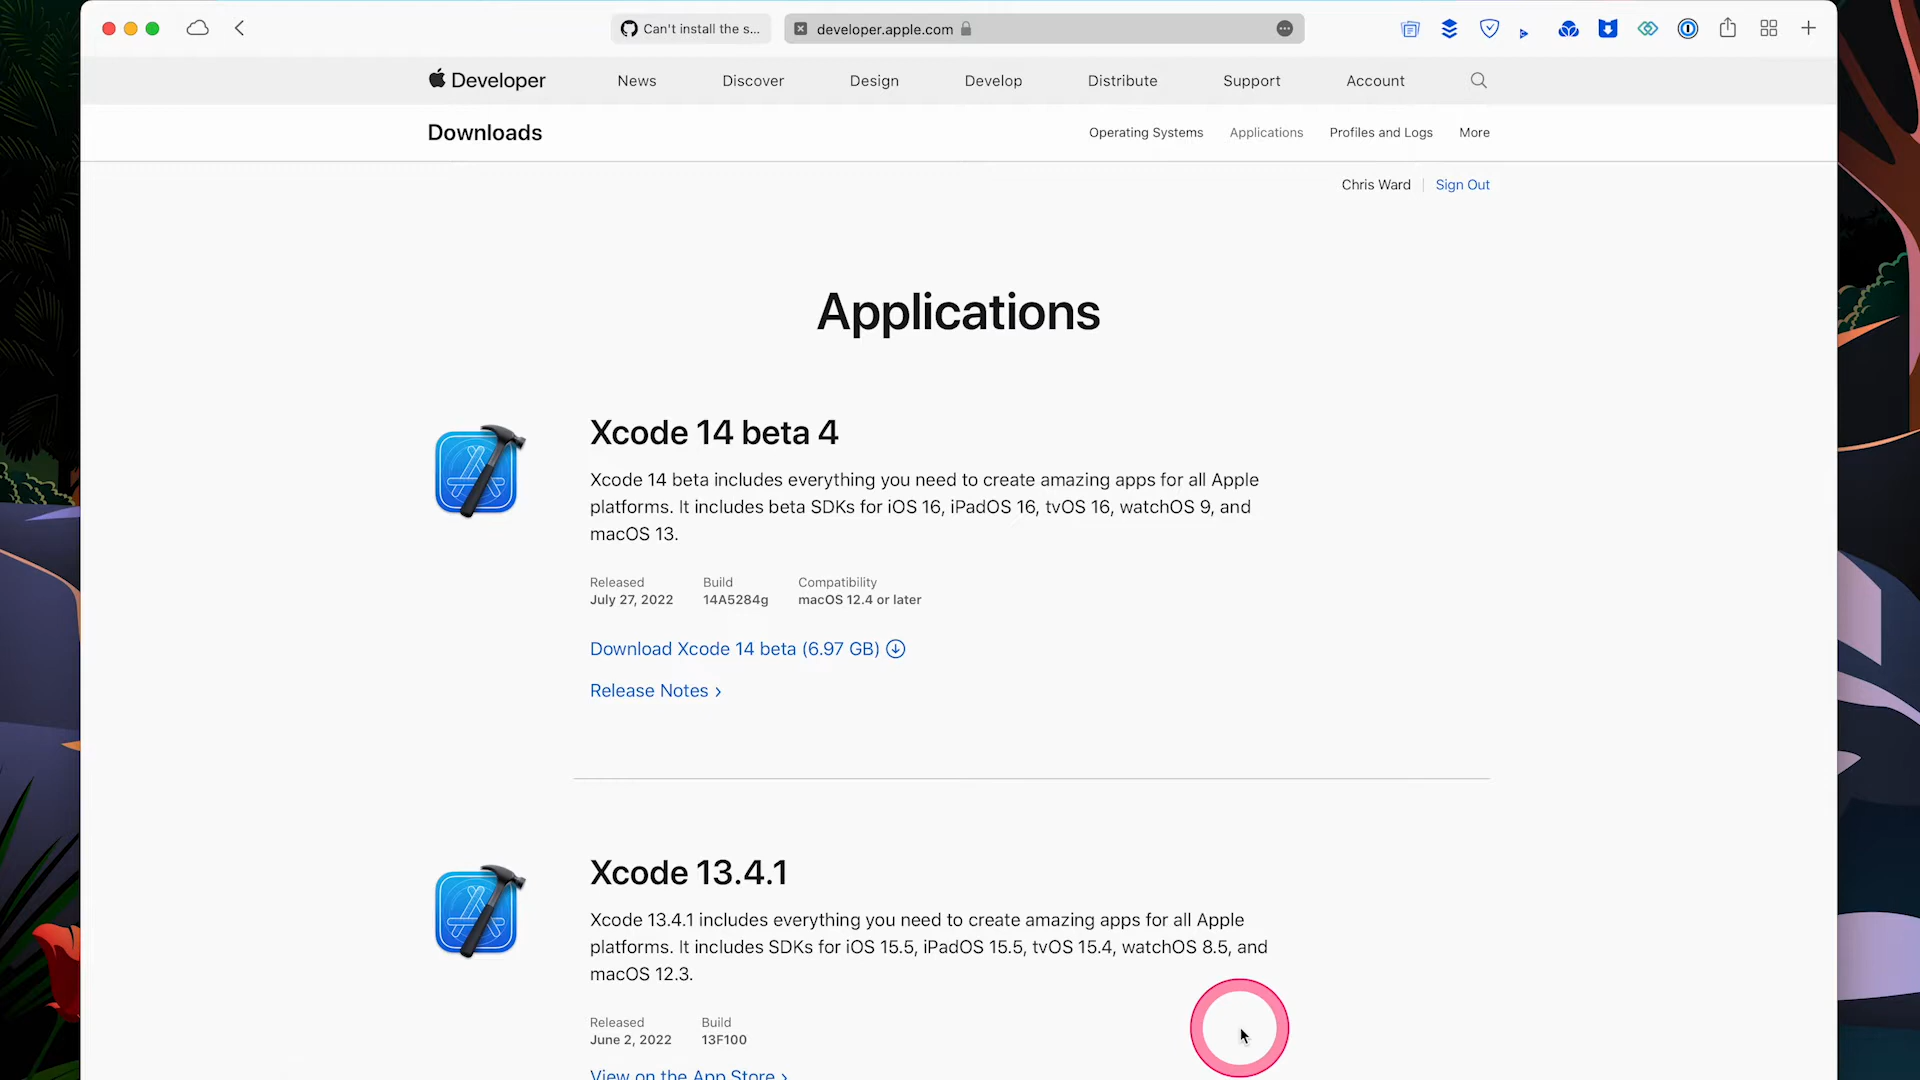 Can't install the s...
developer.apple.com
Developer
News
Discover
Design
Develop
Distribute
Support
Account
Downloads
Operating Systems
Applications
Profiles and Logs
More
Chris Ward
Sign Out
Applications
Xcode 14 beta 4
Xcode 14 beta includes everything you need to create amazing apps for all Apple
platforms. It includes beta SDKs for iOS 16, iPadOS 16, tvOS 16, watchOS 9, and
macOS 13.
Released
July 27, 2022
Build
14A5284g
Compatibility
macOS 12.4 or later
Download Xcode 14 beta (6.97 GB)
Release Notes ›
Xcode 13.4.1
Xcode 13.4.1 includes everything you need to create amazing apps for all Apple
platforms. It includes SDKs for iOS 15.5, iPadOS 15.5, tvOS 15.4, watchOS 8.5, and
macOS 12.3.
Released
June 2, 2022
Build
13F100
View on the App Store ›